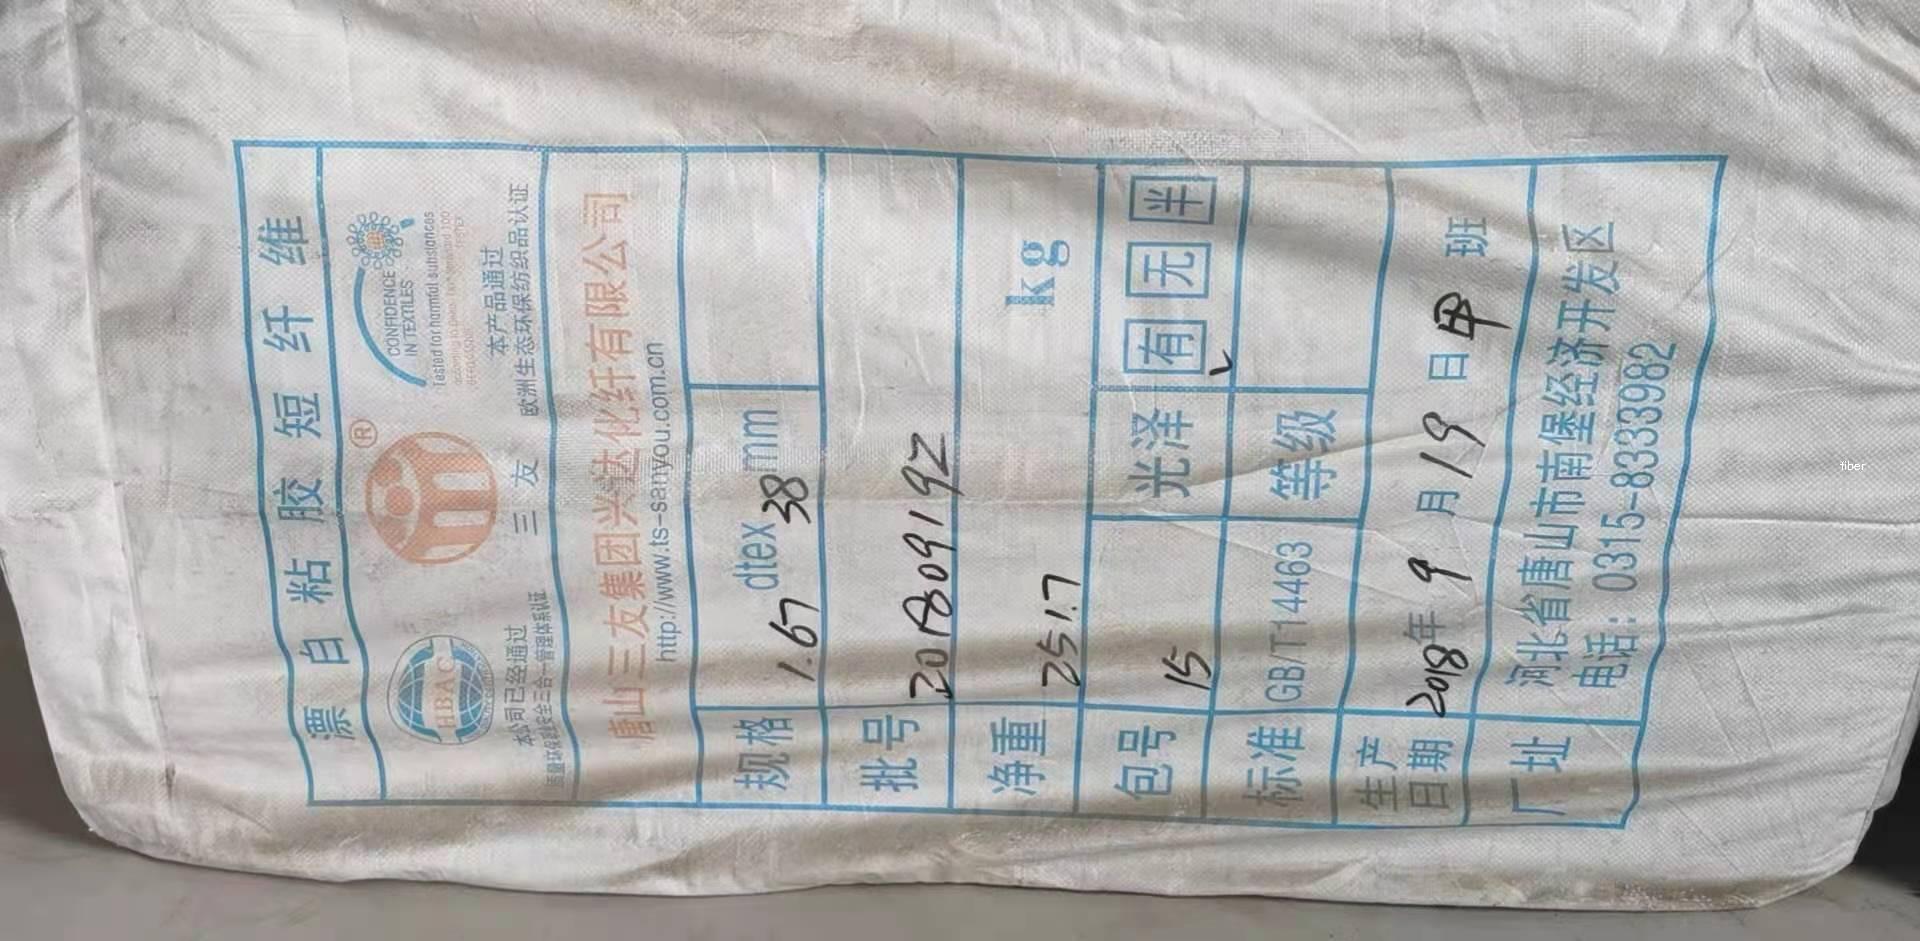 漂白粘胶短纤维
HBAC
本公司已经通过
质量环保健康安全三合一管理体系认证
®
三友
CONFIDENCE
IN TEXTILES
Tested for harmful substances
本产品通过
欧洲生态环保纺织品认证
唐山三友集团兴达化纤有限公司
http://www.ts-sanyou.com.cn
规格 1.67 dtex 38 mm
批号 20180919Z
净重 251.7 kg
包号 15 光泽 有 无 半
标准 GB/T14463 等级
生产日期 2018年 9 月 19 日 甲 班
厂址 河北省唐山市南堡经济开发区
电话：0315-8333982
fiber